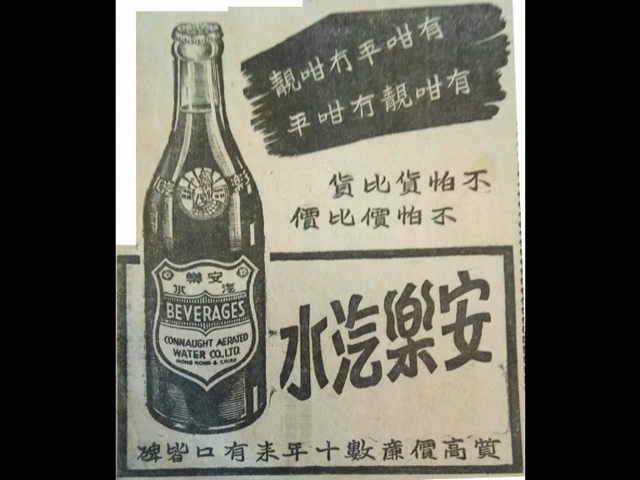 有咁平冇咁靚
有咁靚冇咁平
不怕貨比貨
不怕價比價
安樂
汽水
BEVERAGES
CONNAUGHT AERATED
WATER CO., LTD.
HONG KONG & CHINA
安樂汽水
質高價廉數十年來有口皆碑